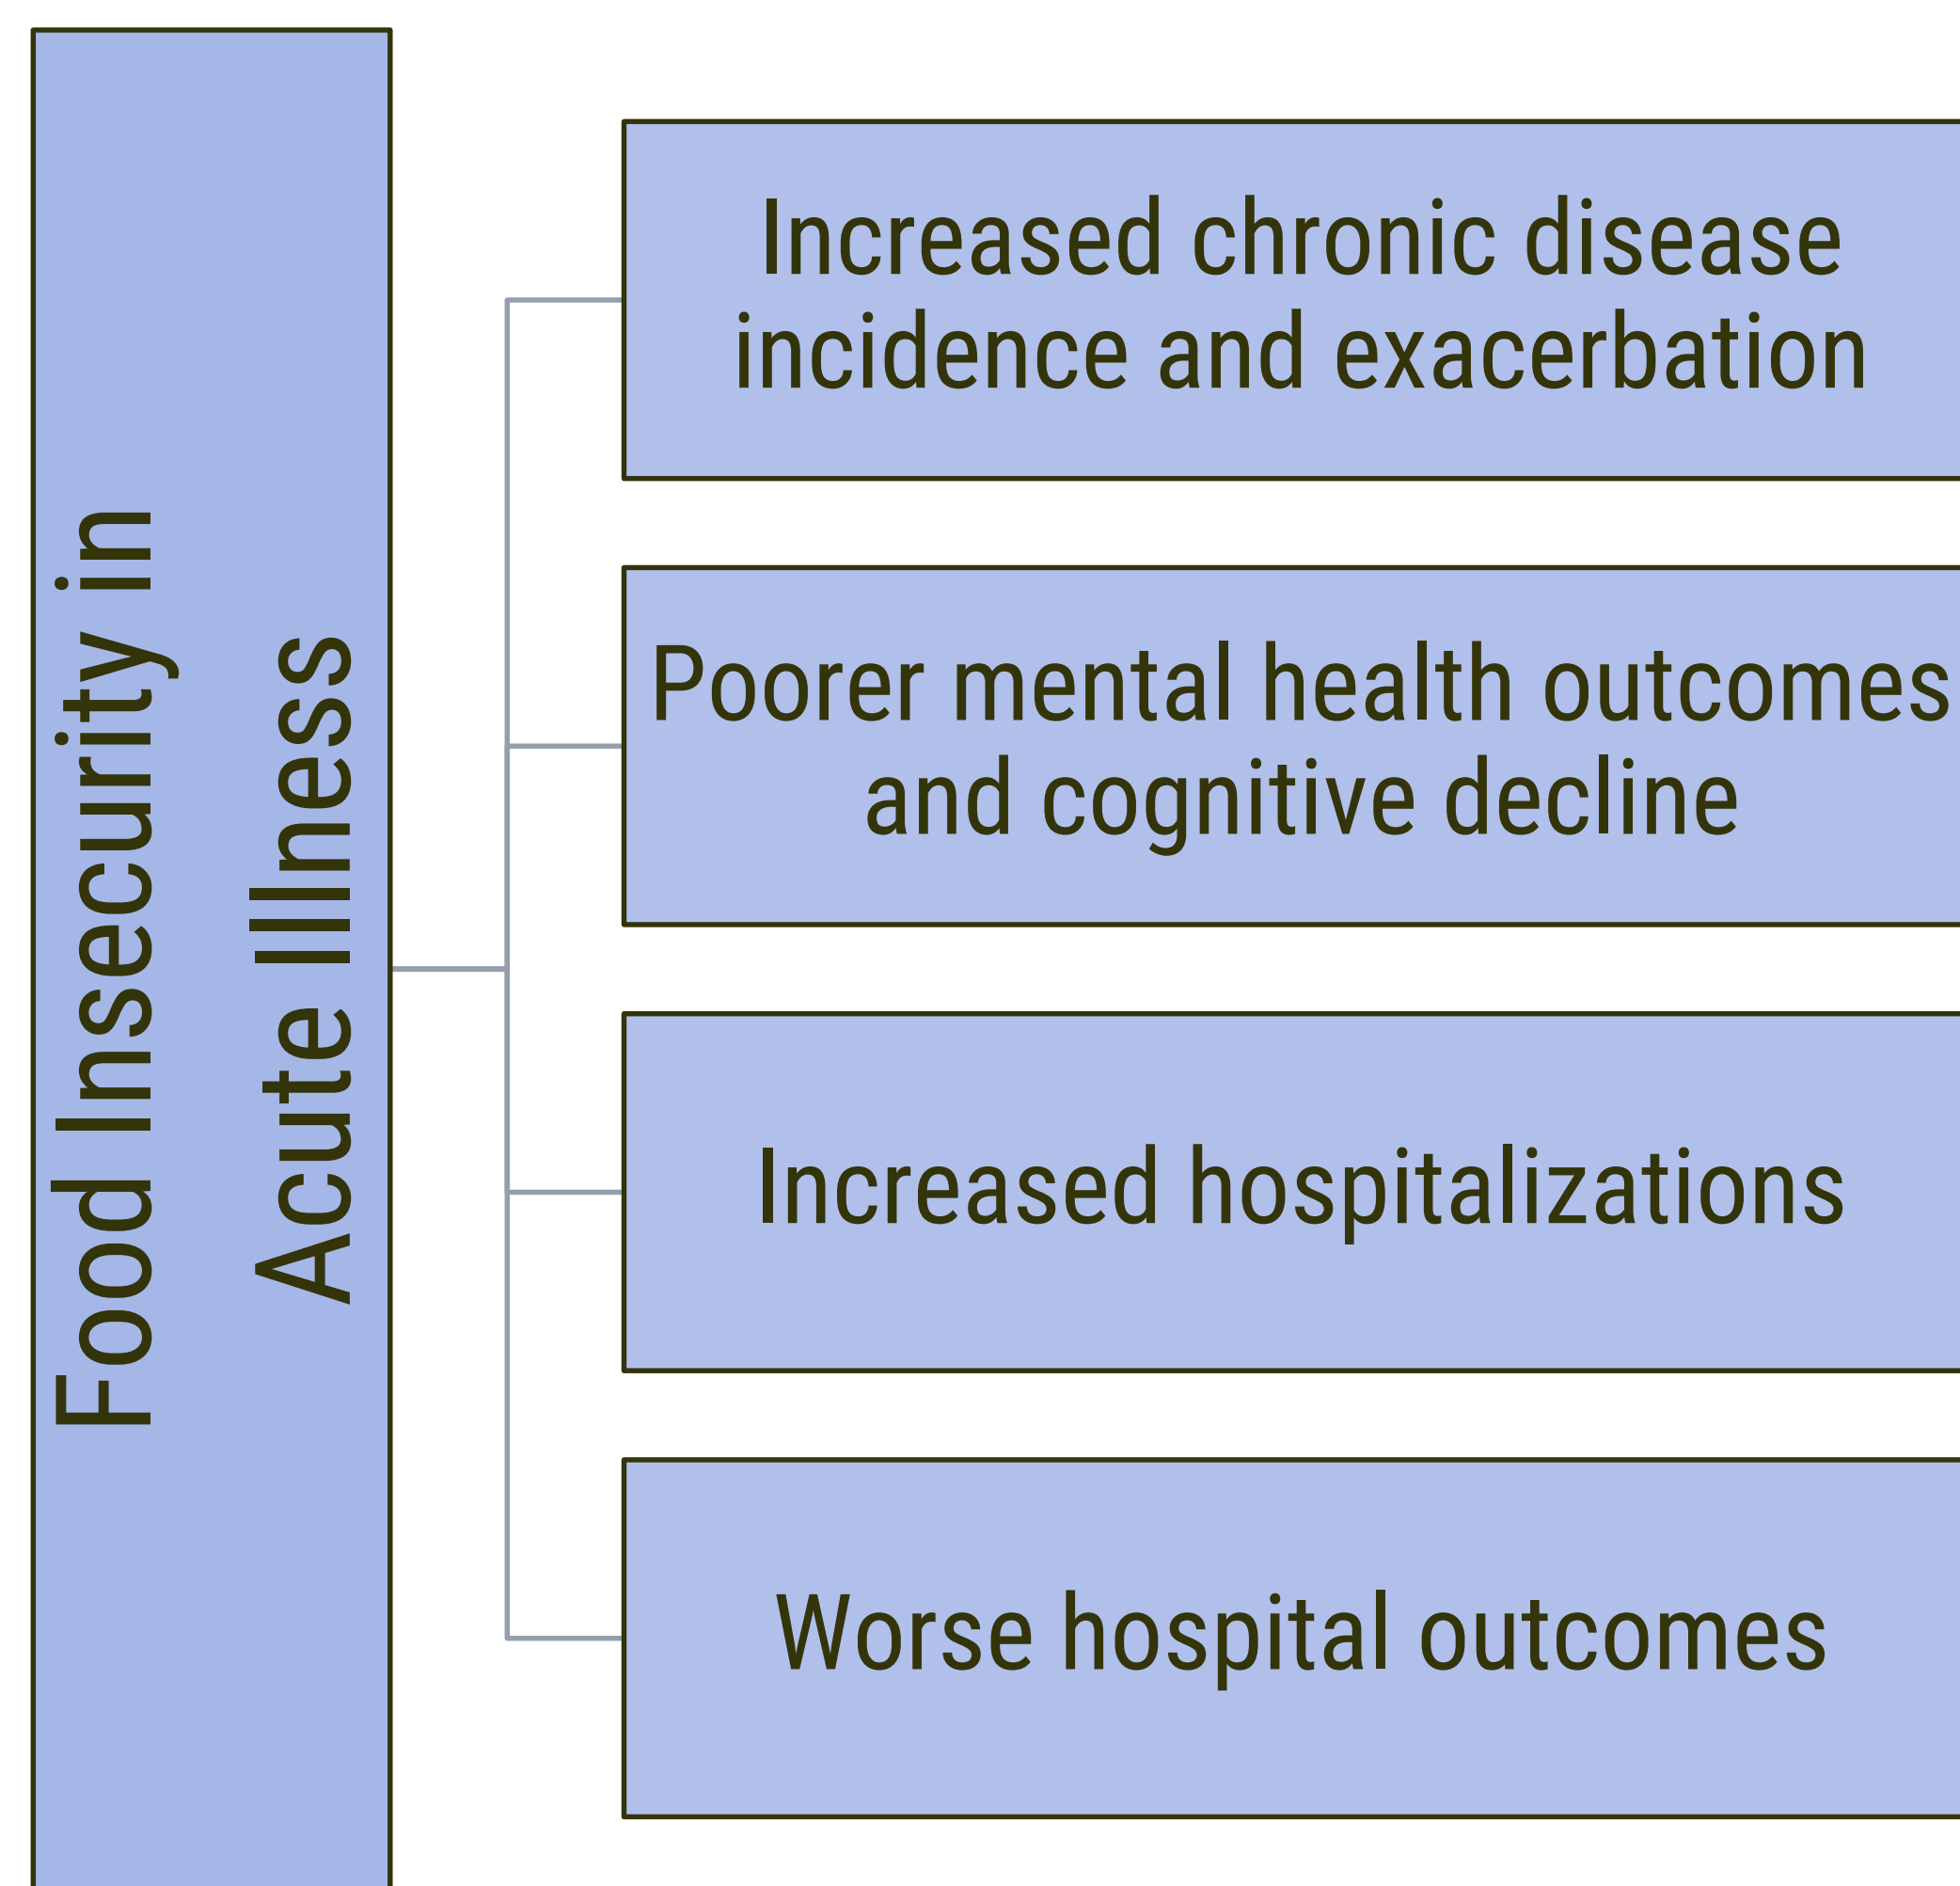 Food Insecurity in
Acute Illness
Increased chronic disease
incidence and exacerbation
Poorer mental health outcomes
and cognitive decline
Increased hospitalizations
Worse hospital outcomes